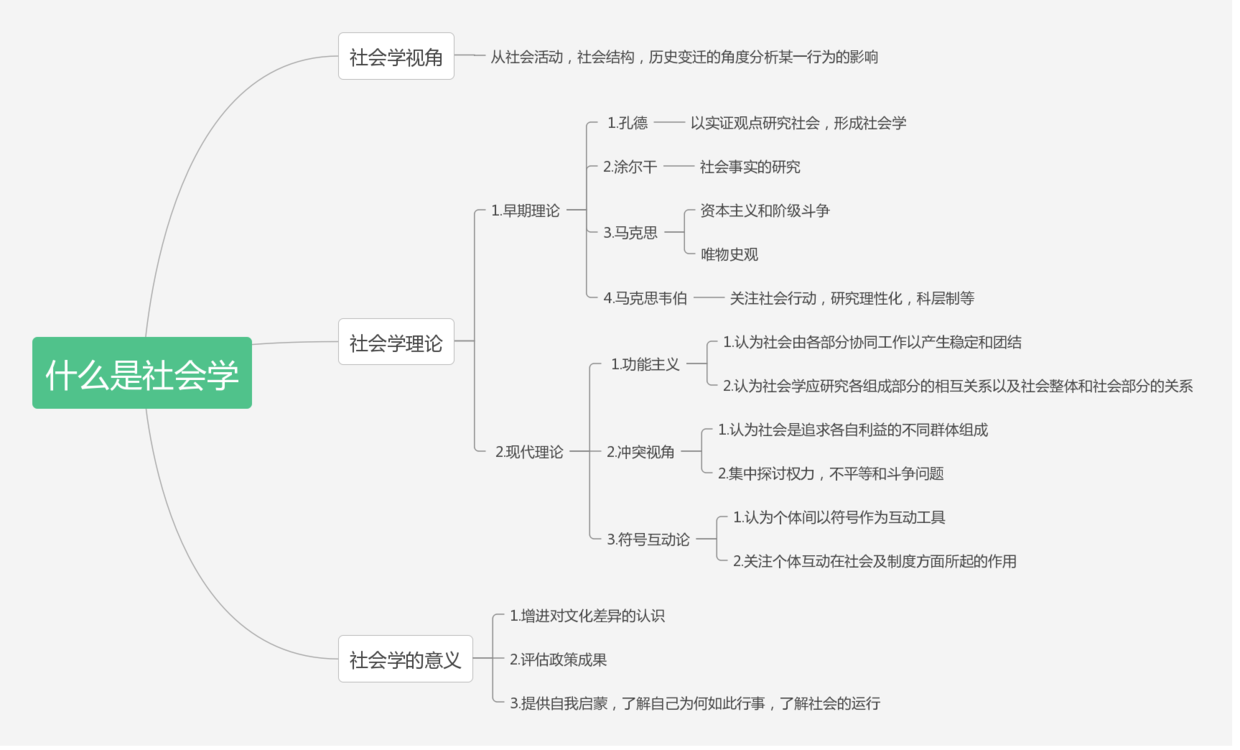 什么是社会学
社会学视角
从社会活动，社会结构，历史变迁的角度分析某一行为的影响
社会学理论
1.早期理论
1.孔德
以实证观点研究社会，形成社会学
2.涂尔干
社会事实的研究
3.马克思
资本主义和阶级斗争
唯物史观
4.马克思韦伯
关注社会行动，研究理性化，科层制等
2.现代理论
1.功能主义
1.认为社会由各部分协同工作以产生稳定和团结
2.认为社会学应研究各组成部分的相互关系以及社会整体和社会部分的关系
2.冲突视角
1.认为社会是追求各自利益的不同群体组成
2.集中探讨权力，不平等和斗争问题
3.符号互动论
1.认为个体间以符号作为互动工具
2.关注个体互动在社会及制度方面所起的作用
社会学的意义
1.增进对文化差异的认识
2.评估政策成果
3.提供自我启蒙，了解自己为何如此行事，了解社会的运行